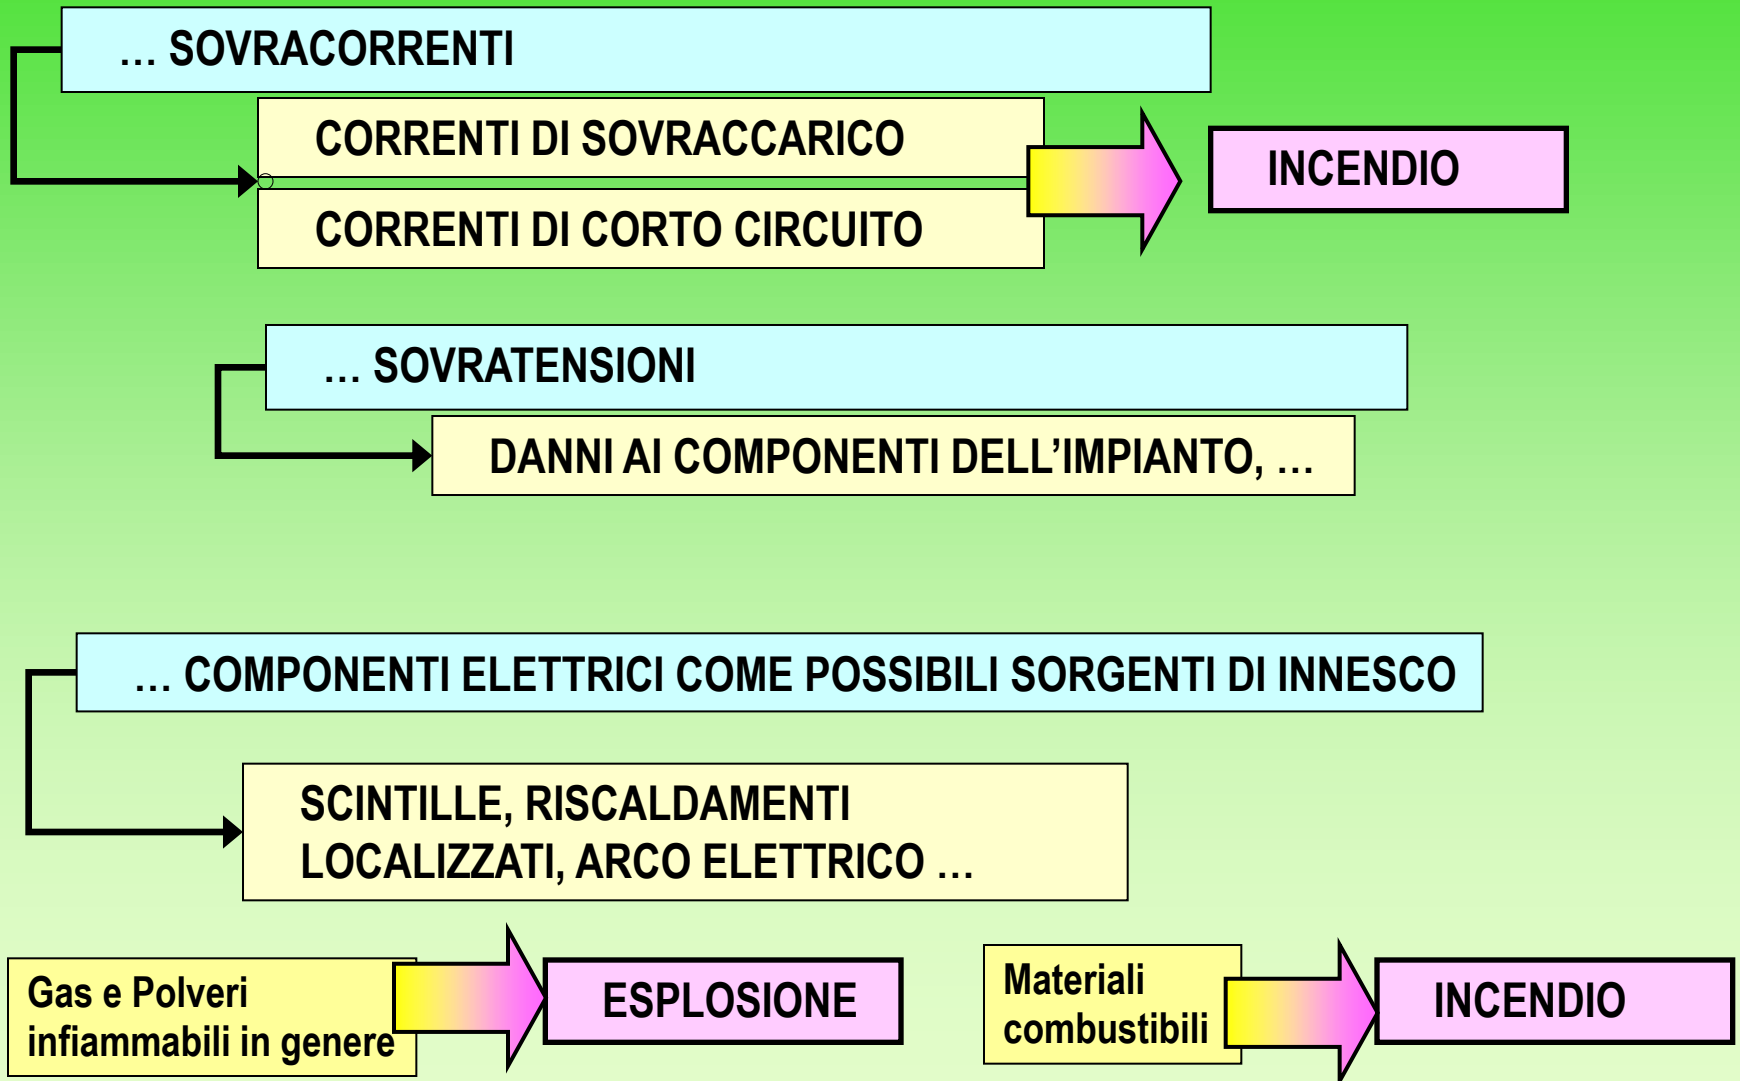 … SOVRACORRENTI
CORRENTI DI SOVRACCARICO
CORRENTI DI CORTO CIRCUITO
INCENDIO
… SOVRATENSIONI
DANNI AI COMPONENTI DELL’IMPIANTO, …
… COMPONENTI ELETTRICI COME POSSIBILI SORGENTI DI INNESCO
SCINTILLE, RISCALDAMENTI
LOCALIZZATI, ARCO ELETTRICO …
Gas e Polveri
infiammabili in genere
ESPLOSIONE
Materiali
combustibili
INCENDIO